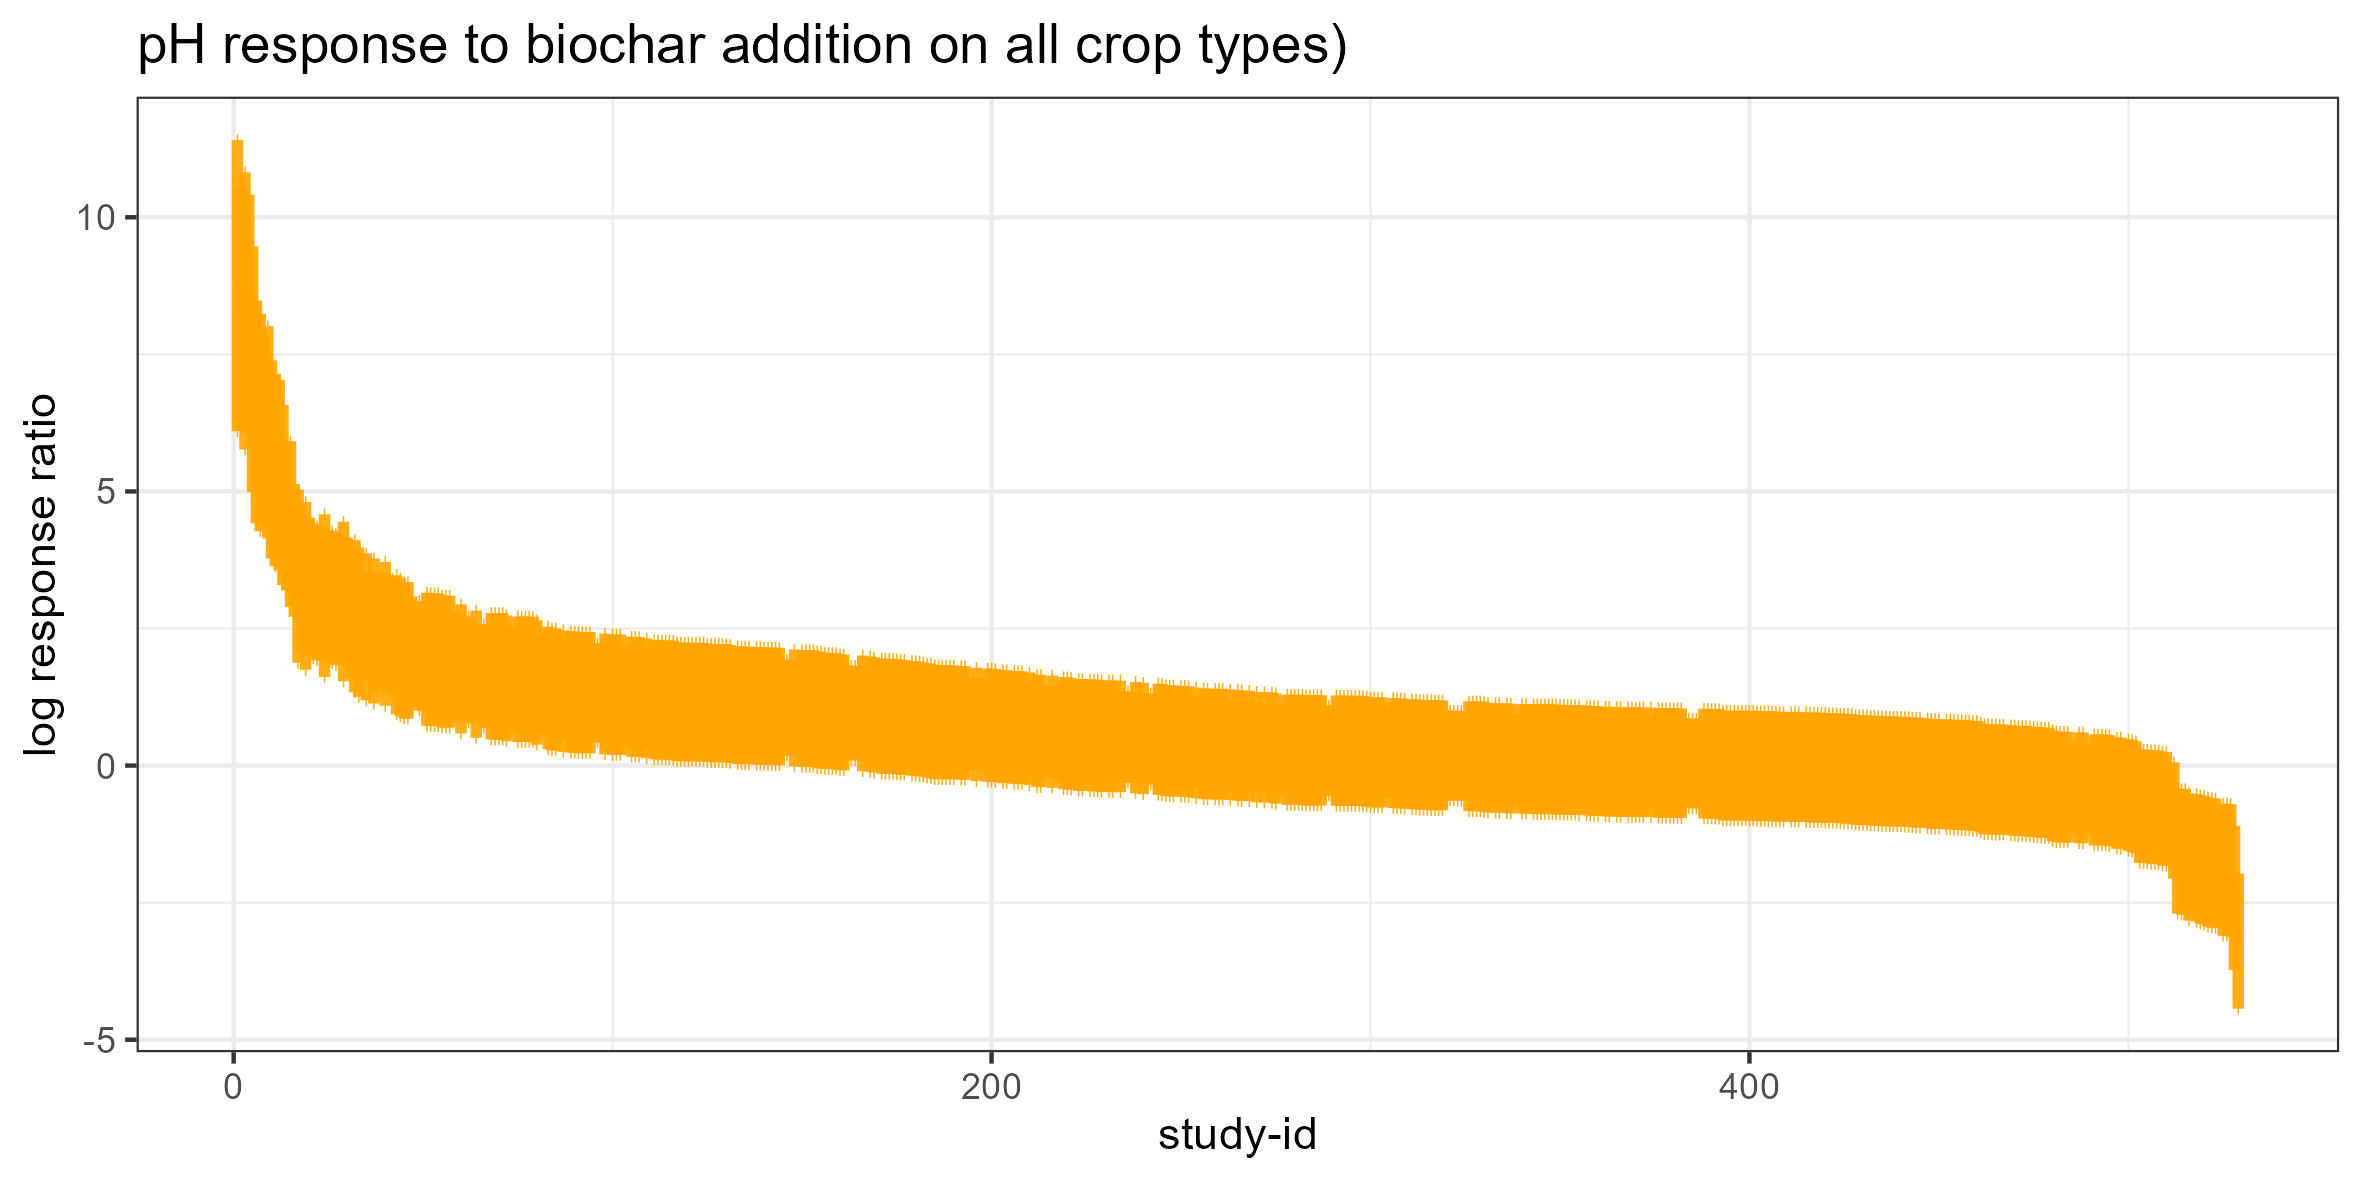 pH response to biochar addition on all crop types)
log response ratio
10
5
0
-5
0 200 400
study-id